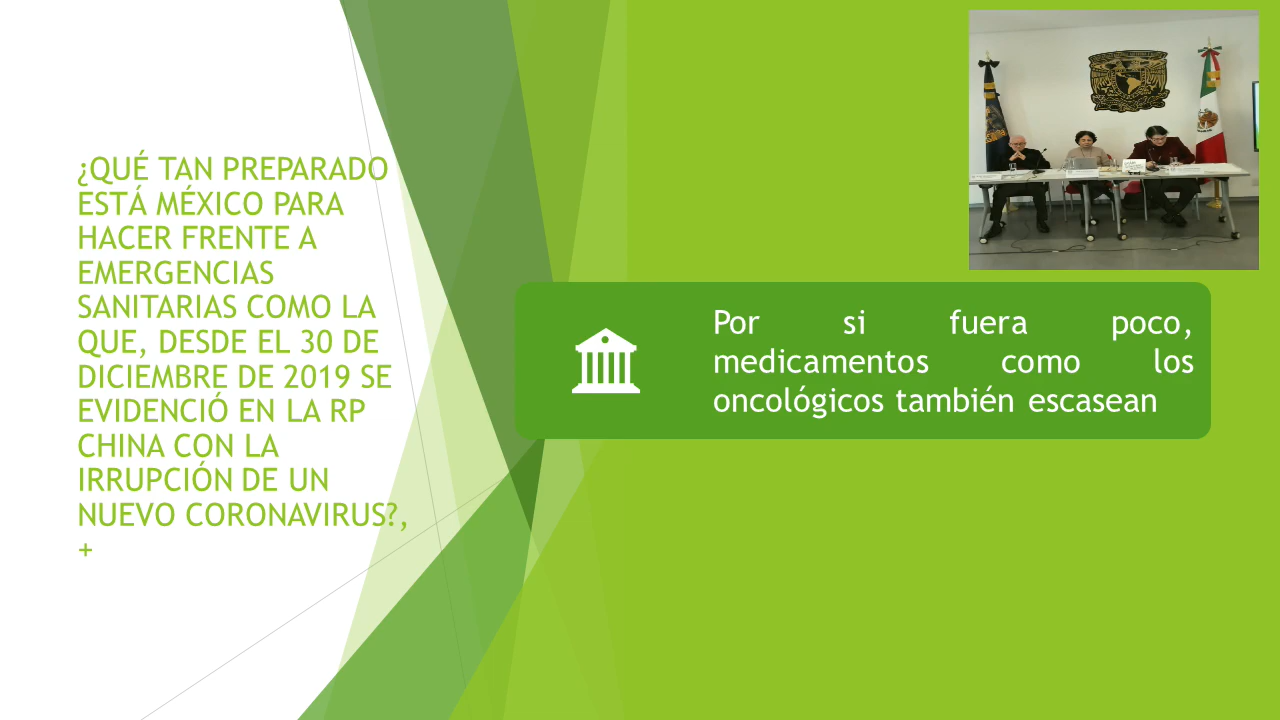 ¿QUÉ TAN PREPARADO
ESTÁ MÉXICO PARA
HACER FRENTE A
EMERGENCIAS
SANITARIAS COMO LA
QUE, DESDE EL 30 DE
DICIEMBRE DE 2019 SE
EVIDENCIÓ EN LA RP
CHINA CON LA
IRRUPCIÓN DE UN
NUEVO CORONAVIRUS?,
+
Por si fuera poco,
medicamentos como los
oncológicos también escasean